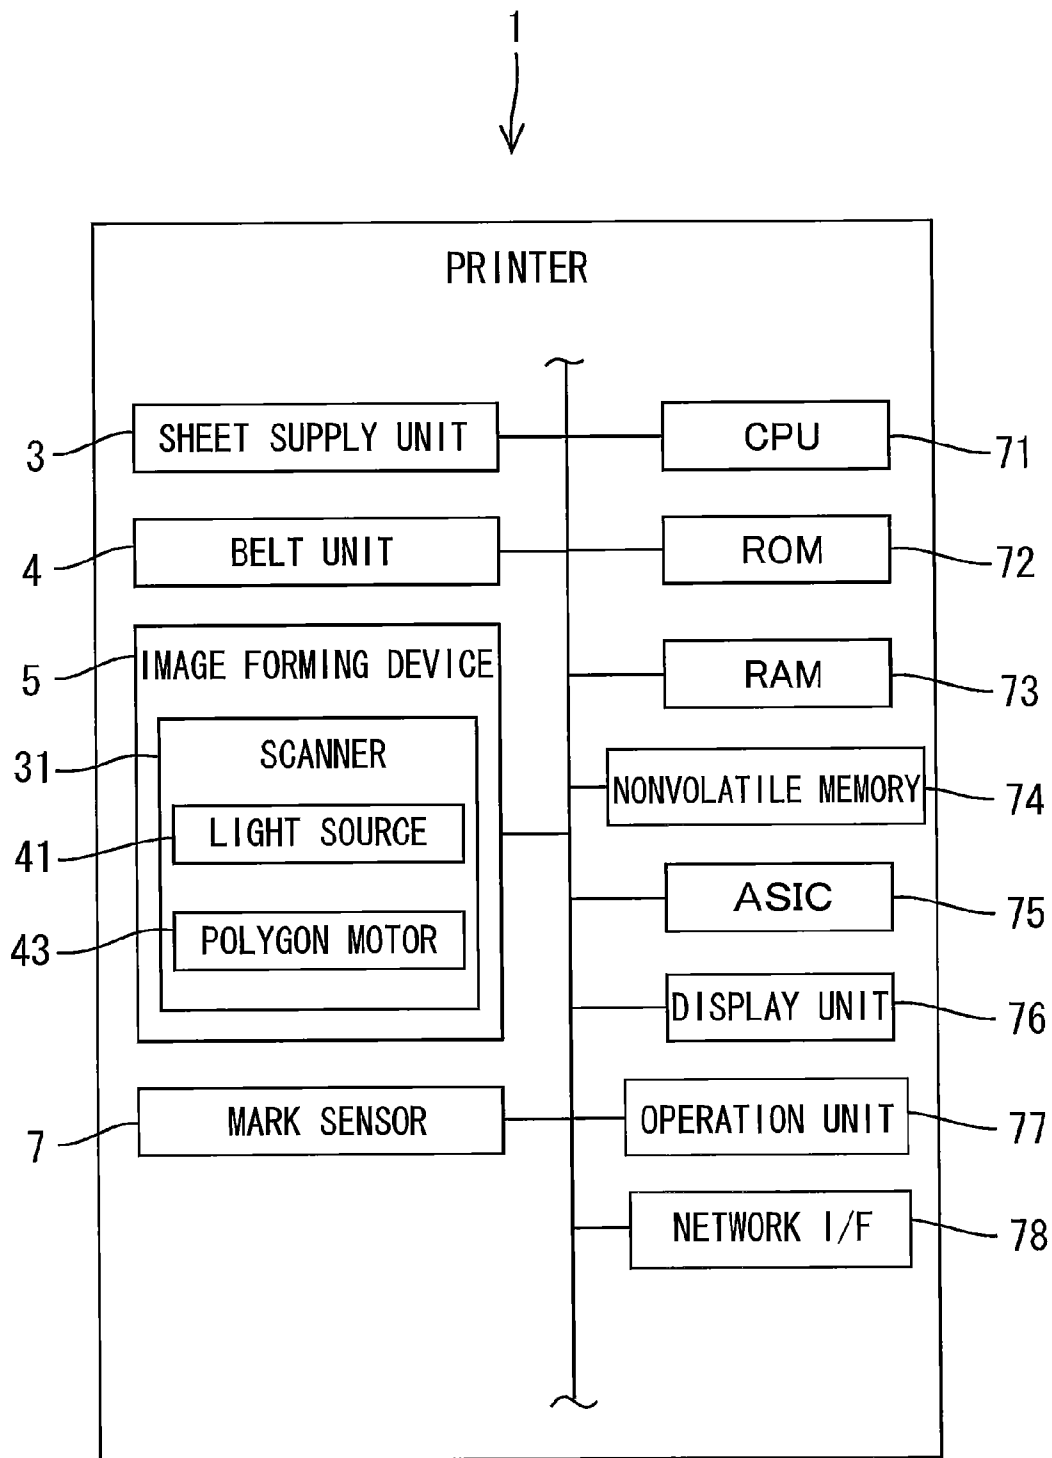 1
PRINTER
3 SHEET SUPPLY UNIT
CPU 71
4 BELT UNIT
ROM 72
5 IMAGE FORMING DEVICE
RAM 73
31 SCANNER
NONVOLATILE MEMORY 74
41 LIGHT SOURCE
ASIC 75
43 POLYGON MOTOR
DISPLAY UNIT 76
7 MARK SENSOR
OPERATION UNIT 77
NETWORK I/F 78